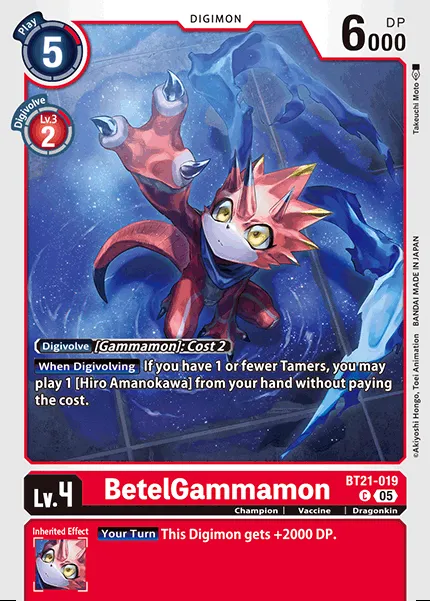 DIGIMON
Play
5
DP
6000
Digivolve
Lv.3
2
Takeuchi Moto
©Akiyoshi Hongo, Toei Animation BANDAI MADE IN JAPAN
Digivolve [Gammamon]: Cost 2
When Digivolving If you have 1 or fewer Tamers, you may
play 1 [Hiro Amanokawa] from your hand without paying
the cost.
Lv.4
BetelGammamon
BT21-019
C 05
Champion | Vaccine | Dragonkin
Inherited Effect
Your Turn This Digimon gets +2000 DP.